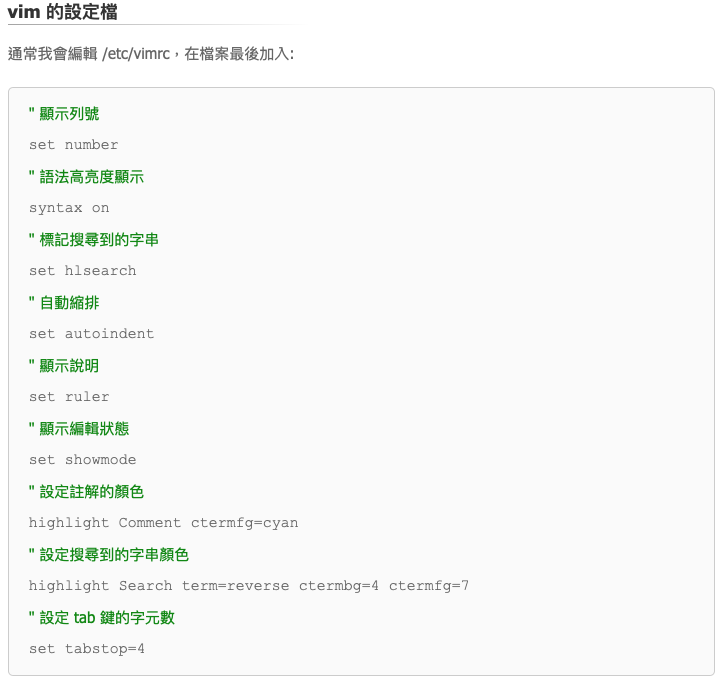 vim 的設定檔
通常我會編輯 /etc/vimrc，在檔案最後加入:
" 顯示列號
set number
" 語法高亮度顯示
syntax on
" 標記搜尋到的字串
set hlsearch
" 自動縮排
set autoindent
" 顯示說明
set ruler
" 顯示編輯狀態
set showmode
" 設定註解的顏色
highlight Comment ctermfg=cyan
" 設定搜尋到的字串顏色
highlight Search term=reverse ctermbg=4 ctermfg=7
" 設定 tab 鍵的字元數
set tabstop=4